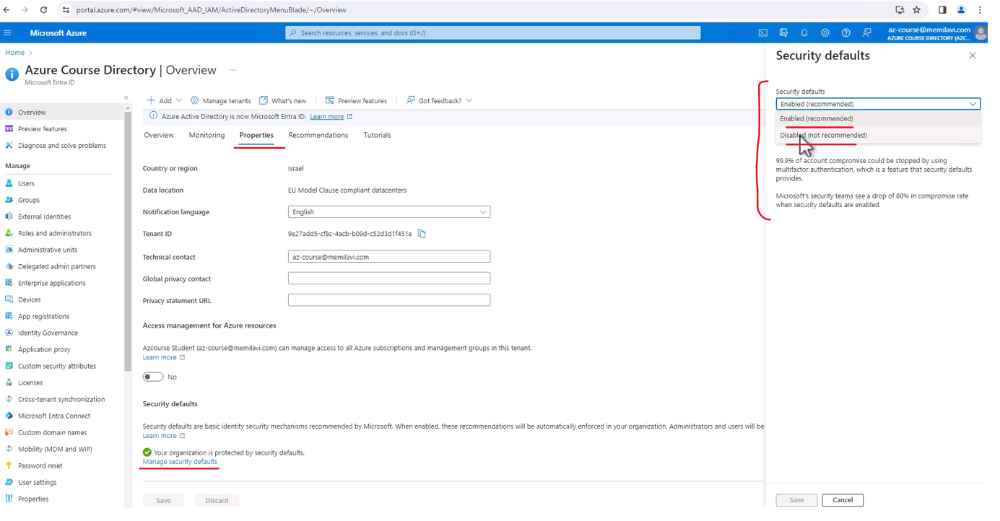 portal.azure.com/#view/Microsoft_AAD_IAM/ActiveDirectoryMenuBlade/~/Overview
Microsoft Azure
Search resources, services, and docs (G+/)
az-course@memilavi.com
AZURE COURSE DIRECTORY (AZC...
Home
Azure Course Directory | Overview ...
Microsoft Entra ID
Overview
Preview features
Diagnose and solve problems
Manage
Users
Groups
External Identities
Roles and administrators
Administrative units
Delegated admin partners
Enterprise applications
Devices
App registrations
Identity Governance
Application proxy
Custom security attributes
Licenses
Cross-tenant synchronization
Microsoft Entra Connect
Custom domain names
Mobility (MDM and WIP)
Password reset
User settings
Properties
Add
Manage tenants
What's new
Preview features
Got feedback?
Azure Active Directory is now Microsoft Entra ID. Learn more
Overview
Monitoring
Properties
Recommendations
Tutorials
Country or region
Israel
Data location
EU Model Clause compliant datacenters
Notification language
English
Tenant ID
9e27add5-cf8c-4acb-b09d-c52d3d1f451e
Technical contact
az-course@memilavi.com
Global privacy contact
Privacy statement URL
Access management for Azure resources
Azcourse Student (az-course@memilavi.com) can manage access to all Azure subscriptions and management groups in this tenant.
Learn more
No
Security defaults
Security defaults are basic identity security mechanisms recommended by Microsoft. When enabled, these recommendations will be automatically enforced in your organization. Administrators and users will be
Learn more
Your organization is protected by security defaults.
Manage security defaults
Save
Discard
Security defaults
Security defaults
Enabled (recommended)
Enabled (recommended)
Disabled (not recommended)
99.9% of account compromise could be stopped by using
multifactor authentication, which is a feature that security defaults
provides.
Microsoft's security teams see a drop of 80% in compromise rate
when security defaults are enabled.
Save
Cancel